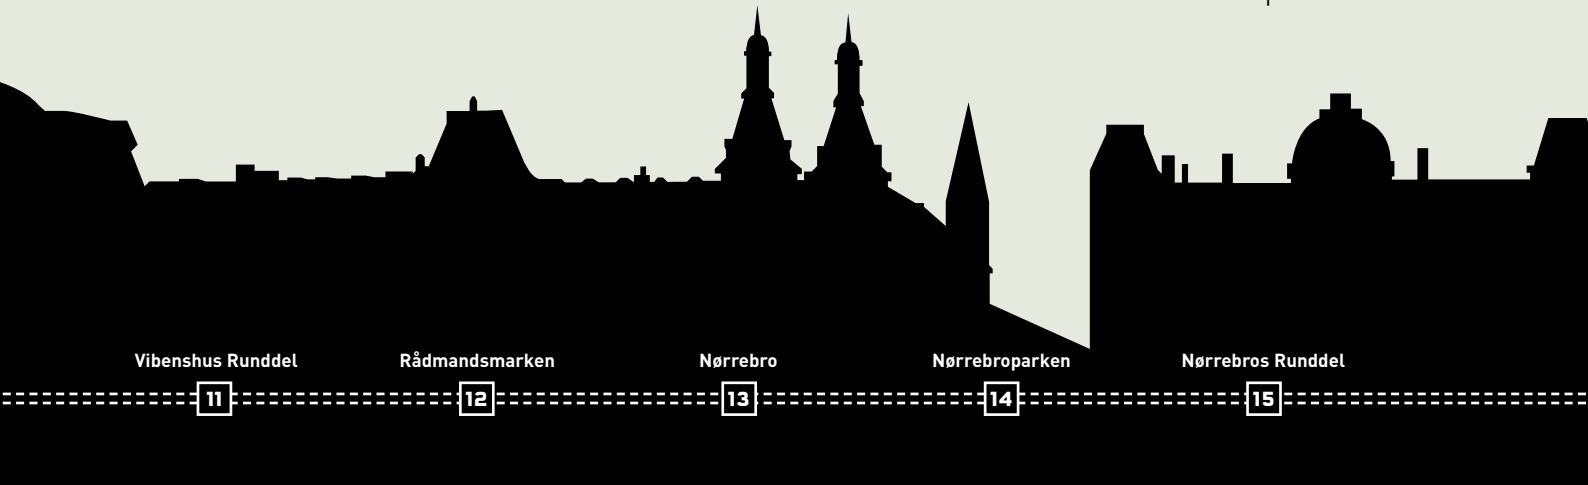 Vibenshus Runddel
Rådmandsmarken
Nørrebro
Nørrebroparken
Nørrebros Runddel
11
12
13
14
15